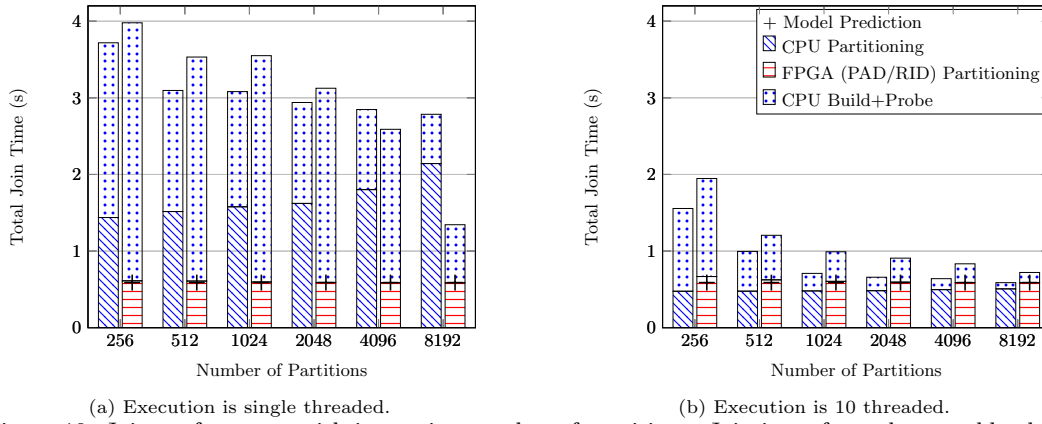 4
3
2
1
0
Total Join Time (s)
256 512 1024 2048 4096 8192
Number of Partitions
(a) Execution is single threaded.
4
3
2
1
0
Total Join Time (s)
Model Prediction
CPU Partitioning
FPGA (PAD/RID) Partitioning
CPU Build+Probe
256 512 1024 2048 4096 8192
Number of Partitions
(b) Execution is 10 threaded.